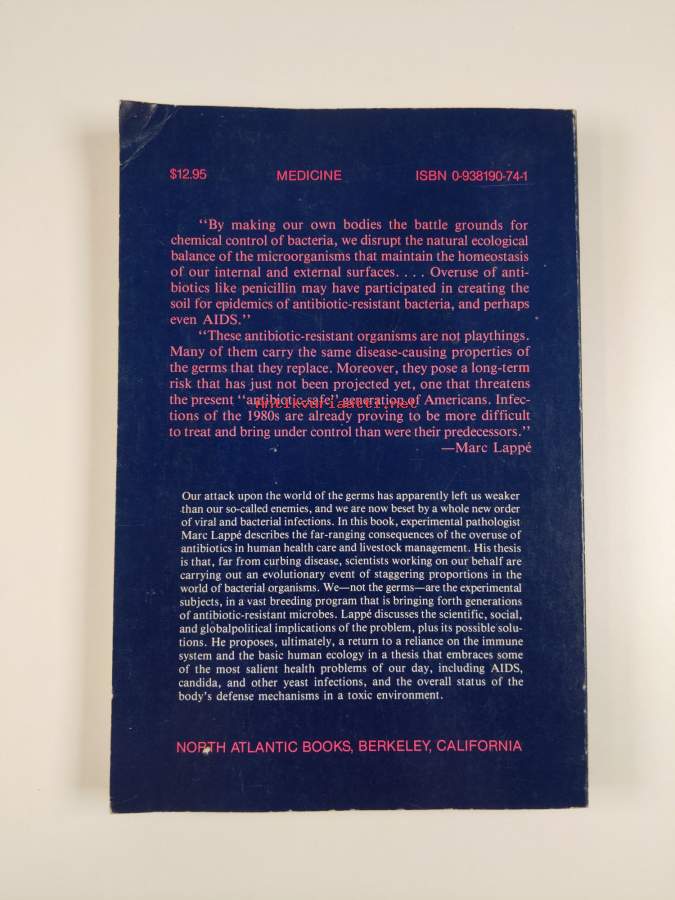 $12.95 MEDICINE ISBN 0-938190-74-1
“By making our own bodies the battle grounds for
chemical control of bacteria, we disrupt the natural ecological
balance of the microorganisms that maintain the homeostasis
of our internal and external surfaces. . . . Overuse of anti-
biotics like penicillin may have participated in creating the
soil for epidemics of antibiotic-resistant bacteria, and perhaps
even AIDS.”
“These antibiotic-resistant organisms are not playthings.
Many of them carry the same disease-causing properties of
the germs that they replace. Moreover, they pose a long-term
risk that has just not been projected yet, one that threatens
the present “antibiotic-safe” generation of Americans. Infec-
antikvariaatti.net
tions of the 1980s are already proving to be more difficult
to treat and bring under control than were their predecessors.”
—Marc Lappé
Our attack upon the world of the germs has apparently left us weaker
than our so-called enemies, and we are now beset by a whole new order
of viral and bacterial infections. In this book, experimental pathologist
Marc Lappé describes the far-ranging consequences of the overuse of
antibiotics in human health care and livestock management. His thesis
is that, far from curbing disease, scientists working on our behalf are
carrying out an evolutionary event of staggering proportions in the
world of bacterial organisms. We—not the germs—are the experimental
subjects, in a vast breeding program that is bringing forth generations
of antibiotic-resistant microbes. Lappé discusses the scientific, social,
and globalpolitical implications of the problem, plus its possible solu-
tions. He proposes, ultimately, a return to a reliance on the immune
system and the basic human ecology in a thesis that embraces some
of the most salient health problems of our day, including AIDS,
candida, and other yeast infections, and the overall status of the
body’s defense mechanisms in a toxic environment.
NORTH ATLANTIC BOOKS, BERKELEY, CALIFORNIA